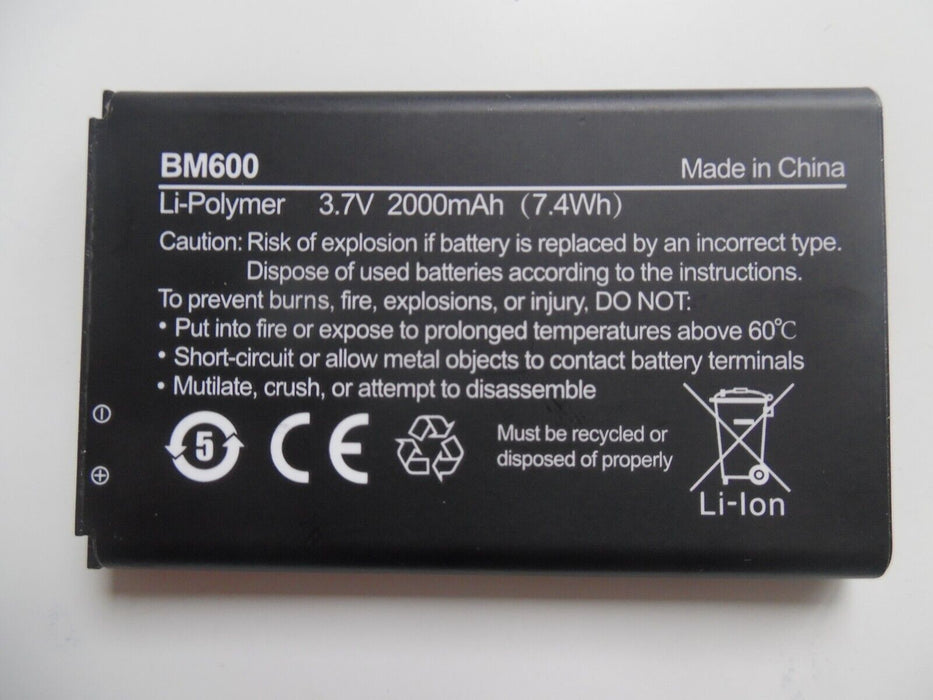 BM600 Made in China
Li-Polymer 3.7V 2000mAh (7.4Wh)
Caution: Risk of explosion if battery is replaced by an incorrect type.
Dispose of used batteries according to the instructions.
To prevent burns, fire, explosions, or injury, DO NOT:
• Put into fire or expose to prolonged temperatures above 60℃
• Short-circuit or allow metal objects to contact battery terminals
• Mutilate, crush, or attempt to disassemble
5 CE
Must be recycled or
disposed of properly
Li-Ion